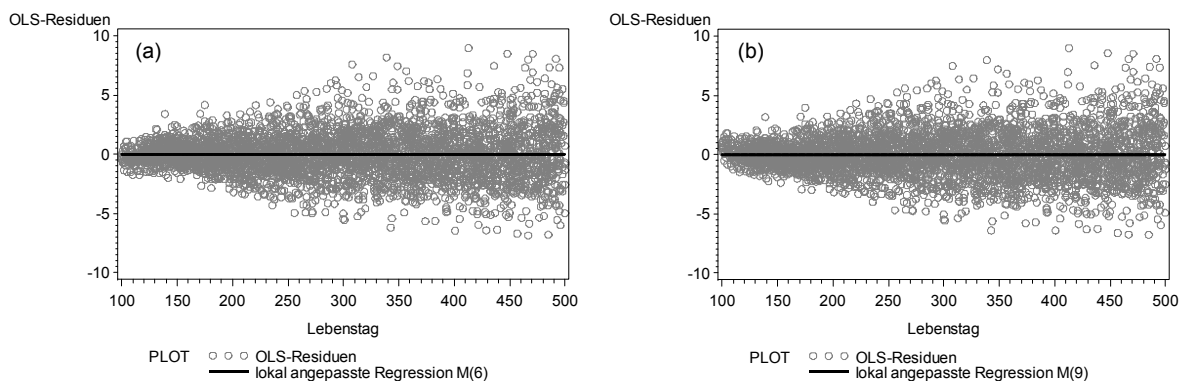 OLS-Residuen
10
(a)
5
0
-5
-10
100 150 200 250 300 350 400 450 500
Lebenstag
PLOT OLS-Residuen
lokal angepasste Regression M(6)
OLS-Residuen
10
(b)
5
0
-5
-10
100 150 200 250 300 350 400 450 500
Lebenstag
PLOT OLS-Residuen
lokal angepasste Regression M(9)